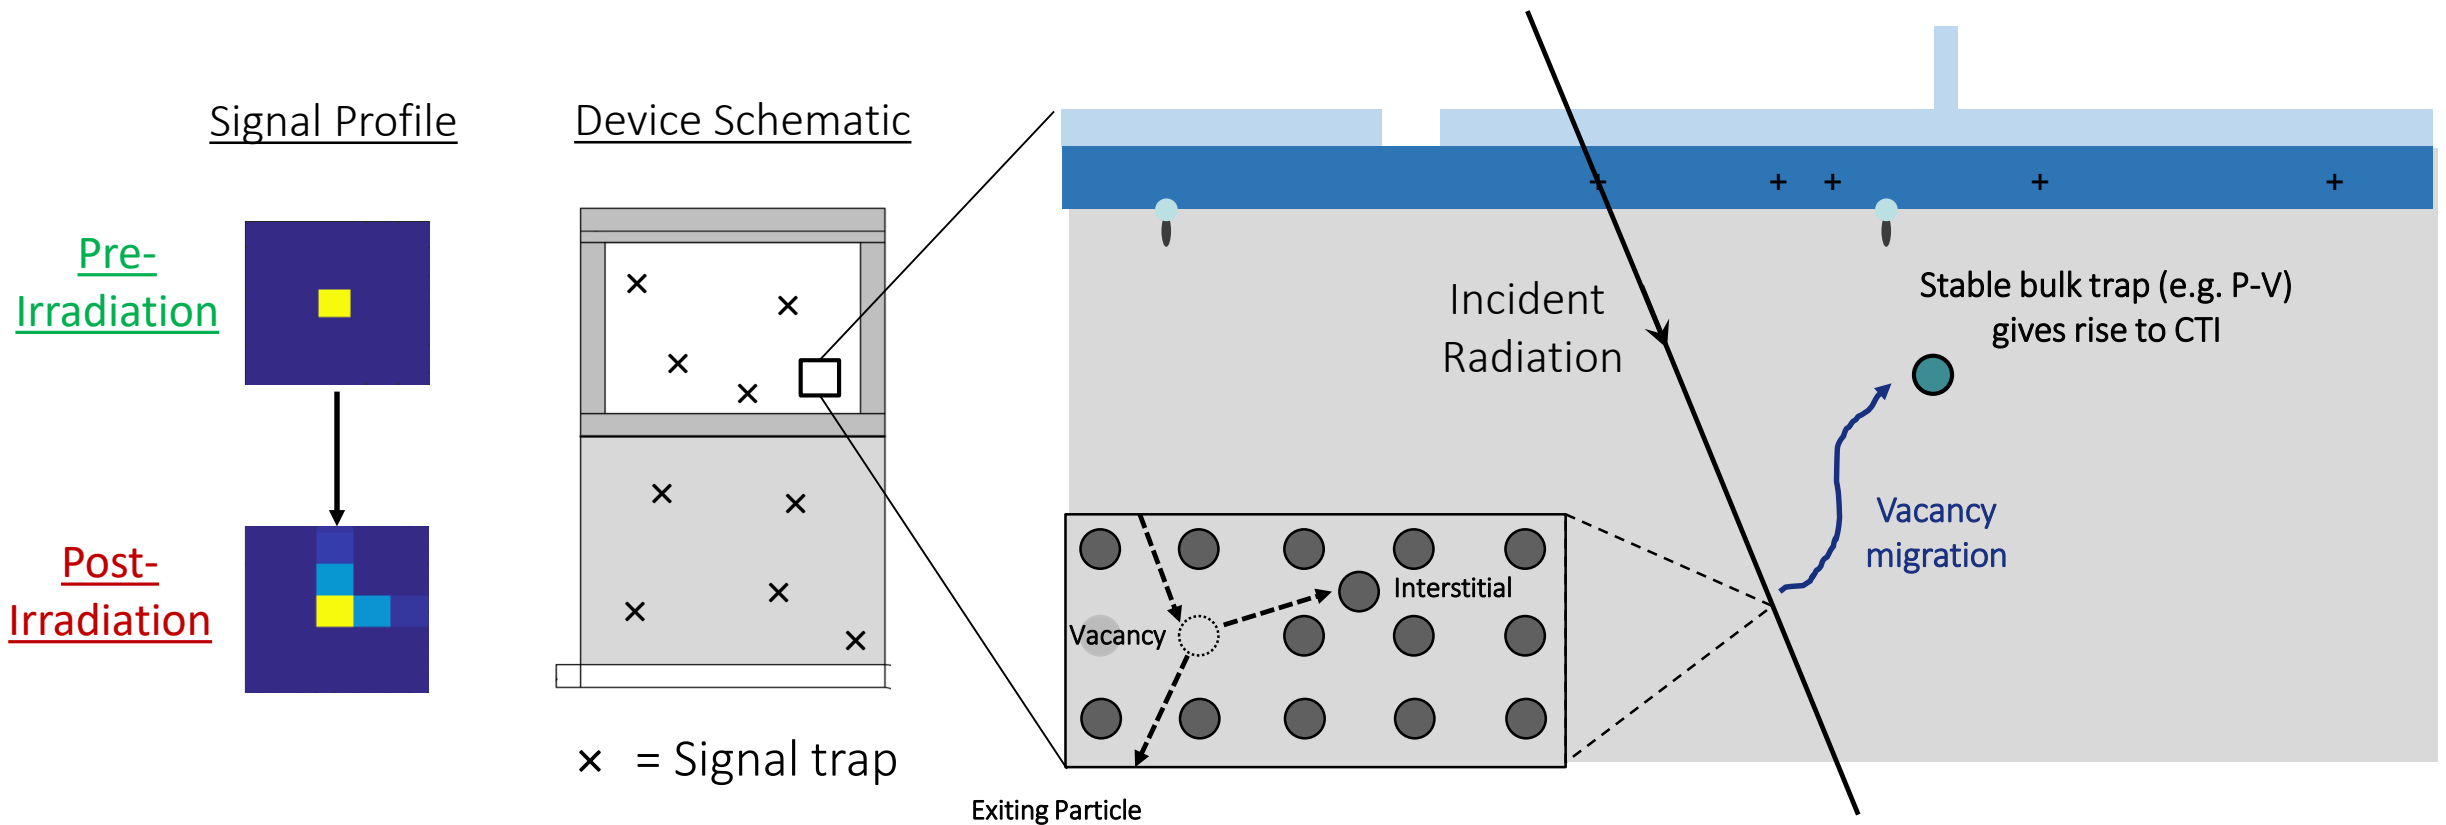 Signal Profile
Device Schematic
Pre-
Irradiation
Post-
Irradiation
× = Signal trap
+ + + + +
Incident
Radiation
Stable bulk trap (e.g. P-V)
gives rise to CTI
Vacancy
migration
Interstitial
Vacancy
Exiting Particle